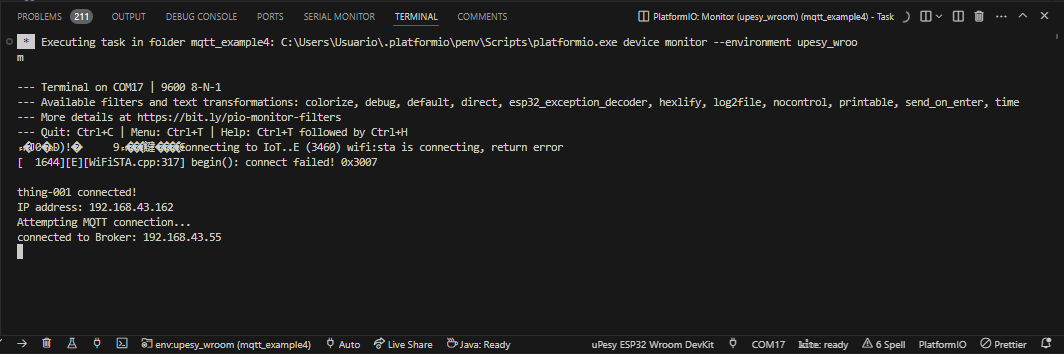 PROBLEMS 211 OUTPUT DEBUG CONSOLE PORTS SERIAL MONITOR TERMINAL COMMENTS PlatformIO: Monitor (upesy_wroom) (mqtt_example4) - Task
* Executing task in folder mqtt_example4: C:\Users\Usuario\.platformio\penv\Scripts\platformio.exe device monitor --environment upesy_wroo
m
--- Terminal on COM17 | 9600 8-N-1
--- Available filters and text transformations: colorize, debug, default, direct, esp32_exception_decoder, hexlify, log2file, nocontrol, printable, send_on_enter, time
--- More details at https://bit.ly/pio-monitor-filters
--- Quit: Ctrl+C | Menu: Ctrl+T | Help: Ctrl+T followed by Ctrl+H
onnecting to IoT..E (3460) wifi:sta is connecting, return error
[  1644][E][WiFiSTA.cpp:317] begin(): connect failed! 0x3007
thing-001 connected!
IP address: 192.168.43.162
Attempting MQTT connection...
connected to Broker: 192.168.43.55
env:upesy_wroom (mqtt_example4) Auto Live Share Java: Ready uPesy ESP32 Wroom DevKit COM17 kite: ready 6 Spell PlatformIO Prettier